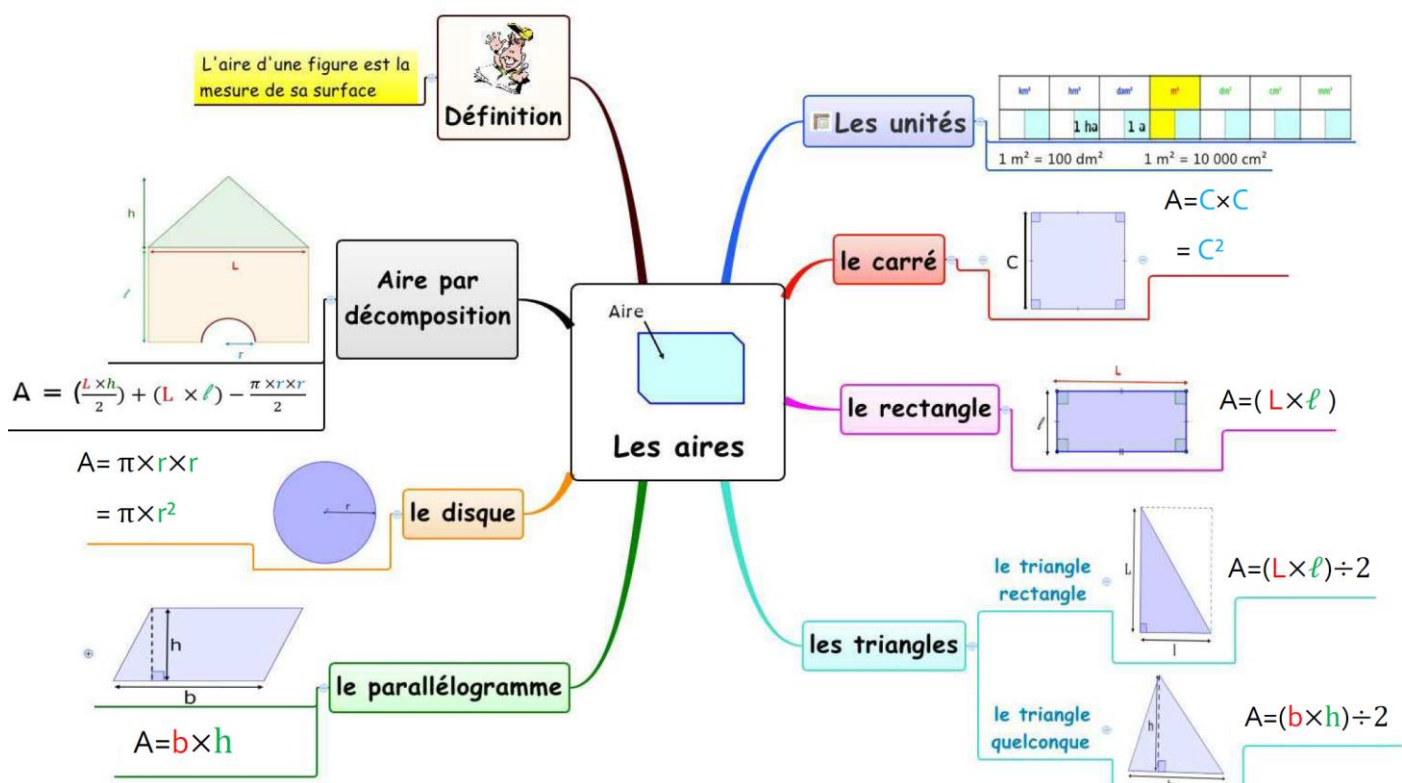 L'aire d'une figure est la
mesure de sa surface
Définition
Les unités
km² hm² dam² m² dm² cm² mm²
1 ha 1 a
1 m² = 100 dm² 1 m² = 10 000 cm²
h
L
ℓ
r
Aire par
décomposition
A = (L × h / 2) + (L × ℓ) − π × r × r / 2
le carré
C
A=C×C
= C²
Aire
Les aires
le rectangle
L
ℓ
A=( L×ℓ )
A= π×r×r
= π×r²
r
le disque
les triangles
le triangle
rectangle
L
l
A=(L×ℓ)÷2
le triangle
quelconque
h
A=(b×h)÷2
h
b
le parallélogramme
A=b×h